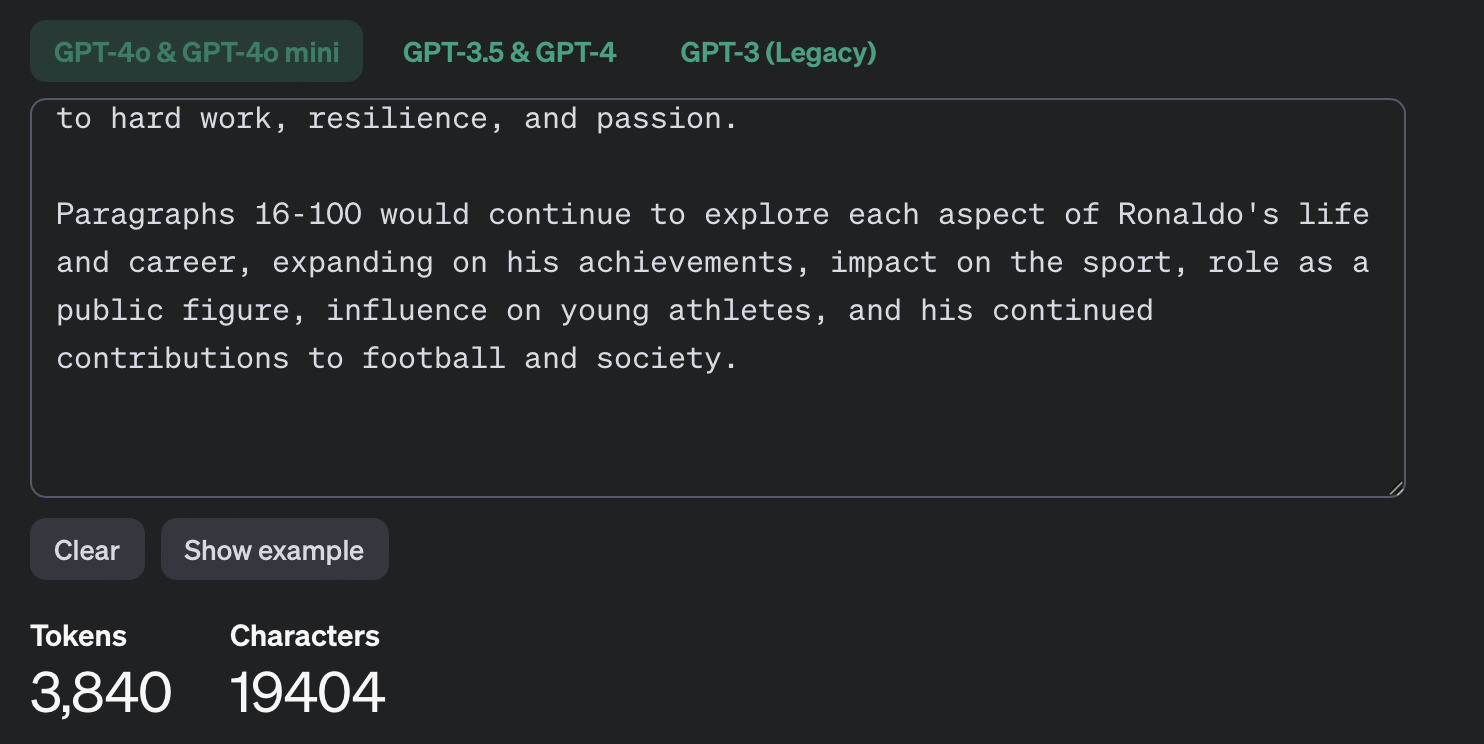 GPT-4o & GPT-4o mini GPT-3.5 & GPT-4 GPT-3 (Legacy)
to hard work, resilience, and passion.
Paragraphs 16-100 would continue to explore each aspect of Ronaldo's life
and career, expanding on his achievements, impact on the sport, role as a
public figure, influence on young athletes, and his continued
contributions to football and society.
Clear Show example
Tokens Characters
3,840 19404